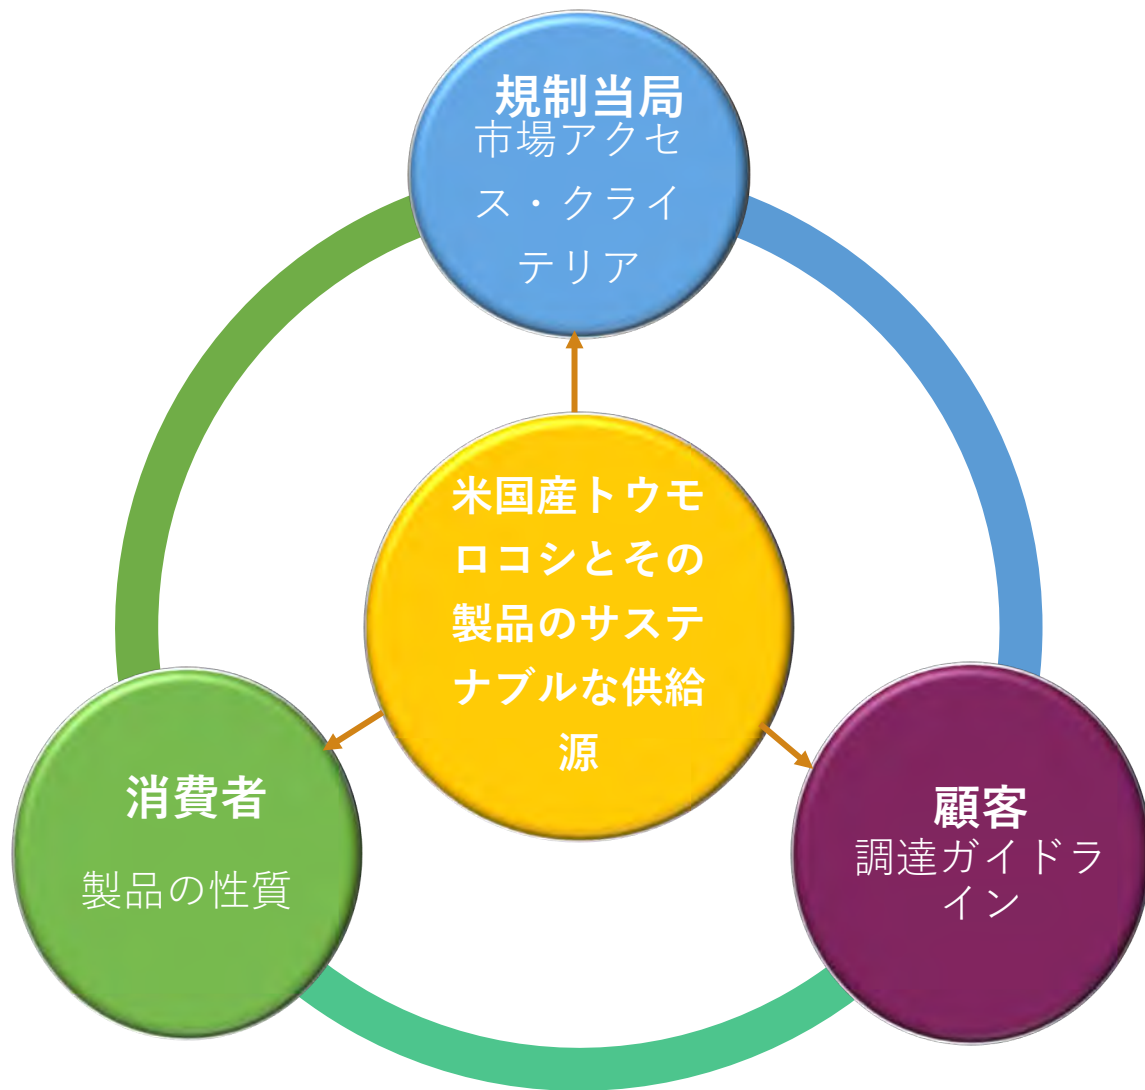 規制当局
市場アクセ
ス・クライ
テリア
米国産トウモ
ロコシとその
製品のサステ
ナブルな供給
源
消費者
製品の性質
顧客
調達ガイドラ
イン